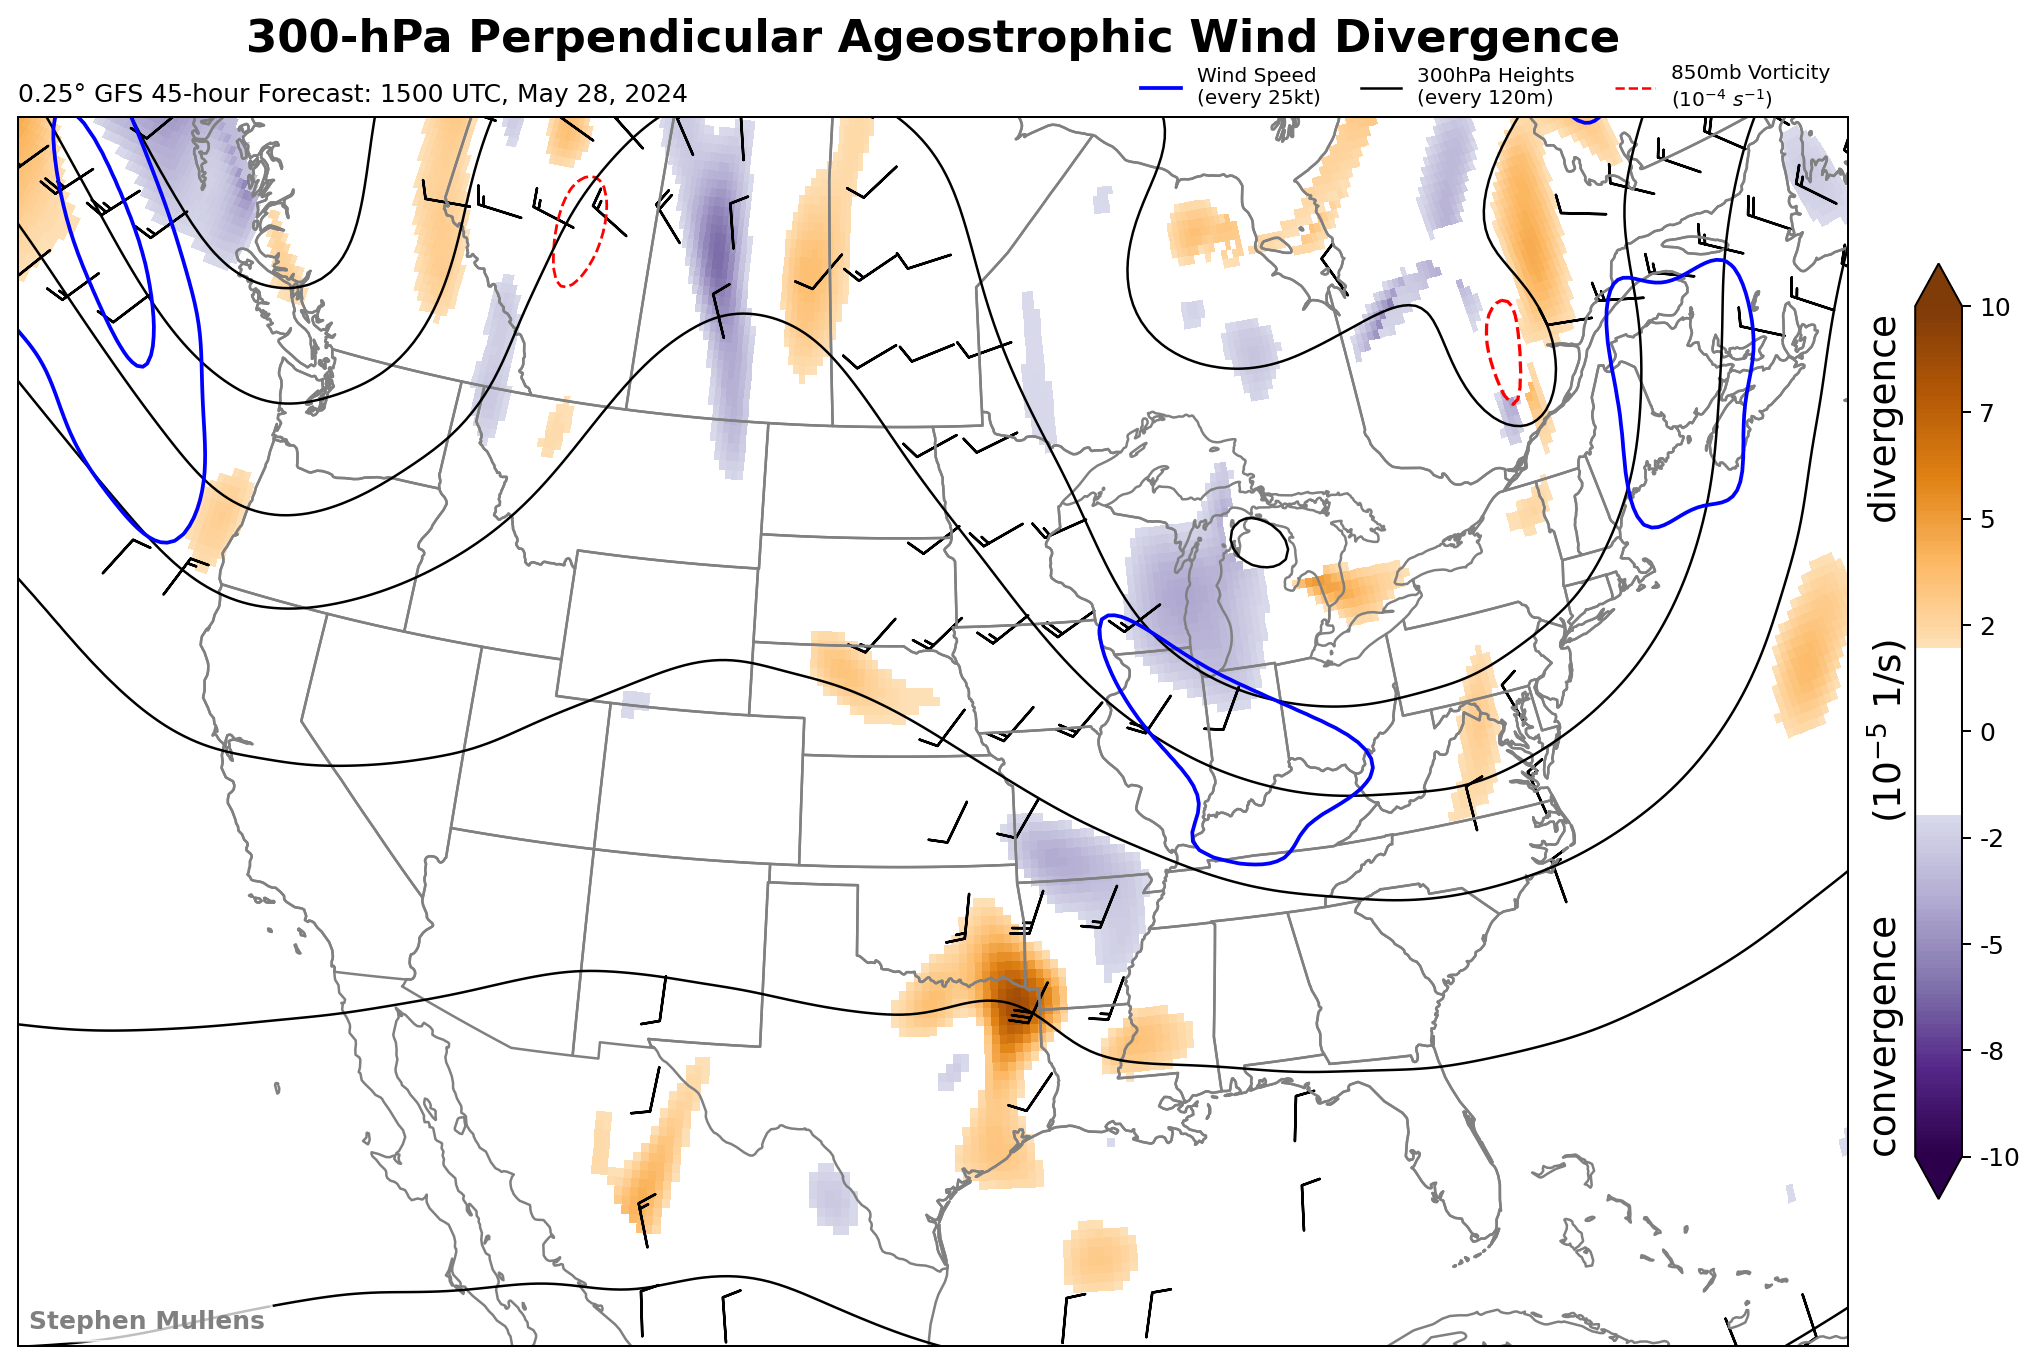 300-hPa Perpendicular Ageostrophic Wind Divergence
0.25° GFS 45-hour Forecast: 1500 UTC, May 28, 2024
Wind Speed
(every 25kt)
300hPa Heights
(every 120m)
850mb Vorticity
(10⁻⁴ s⁻¹)
10
7
5
2
0
-2
-5
-8
-10
convergence (10⁻⁵ 1/s) divergence
Stephen Mullens